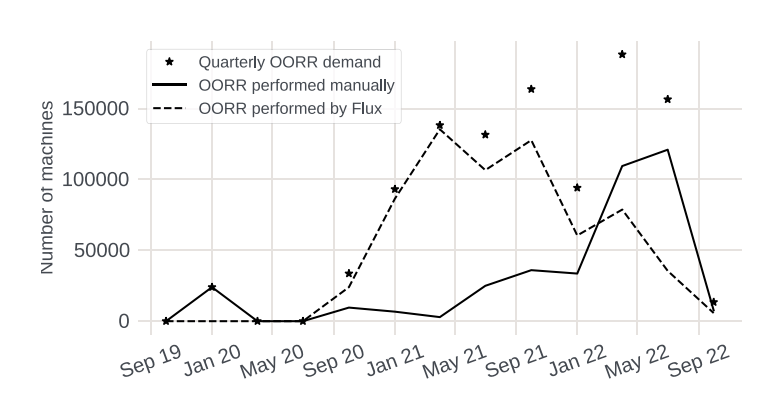 Quarterly OORR demand
OORR performed manually
OORR performed by Flux
Number of machines
150000
100000
50000
0
Sep 19
Jan 20
May 20
Sep 20
Jan 21
May 21
Sep 21
Jan 22
May 22
Sep 22